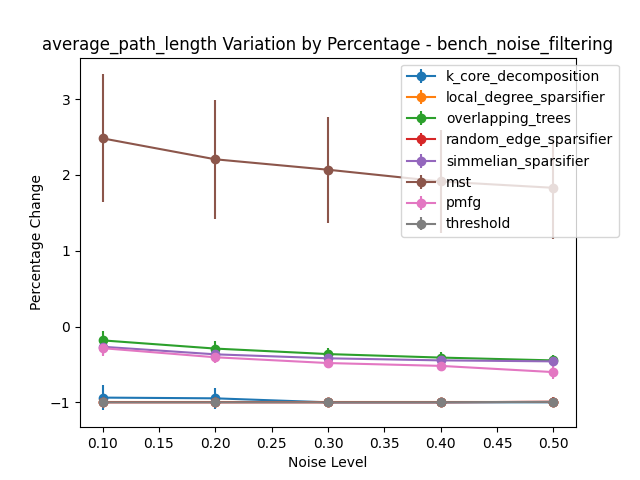 average_path_length Variation by Percentage - bench_noise_filtering
k_core_decomposition
local_degree_sparsifier
overlapping_trees
random_edge_sparsifier
simmelian_sparsifier
mst
pmfg
threshold
Percentage Change
3
2
1
0
−1
0.10 0.15 0.20 0.25 0.30 0.35 0.40 0.45 0.50
Noise Level